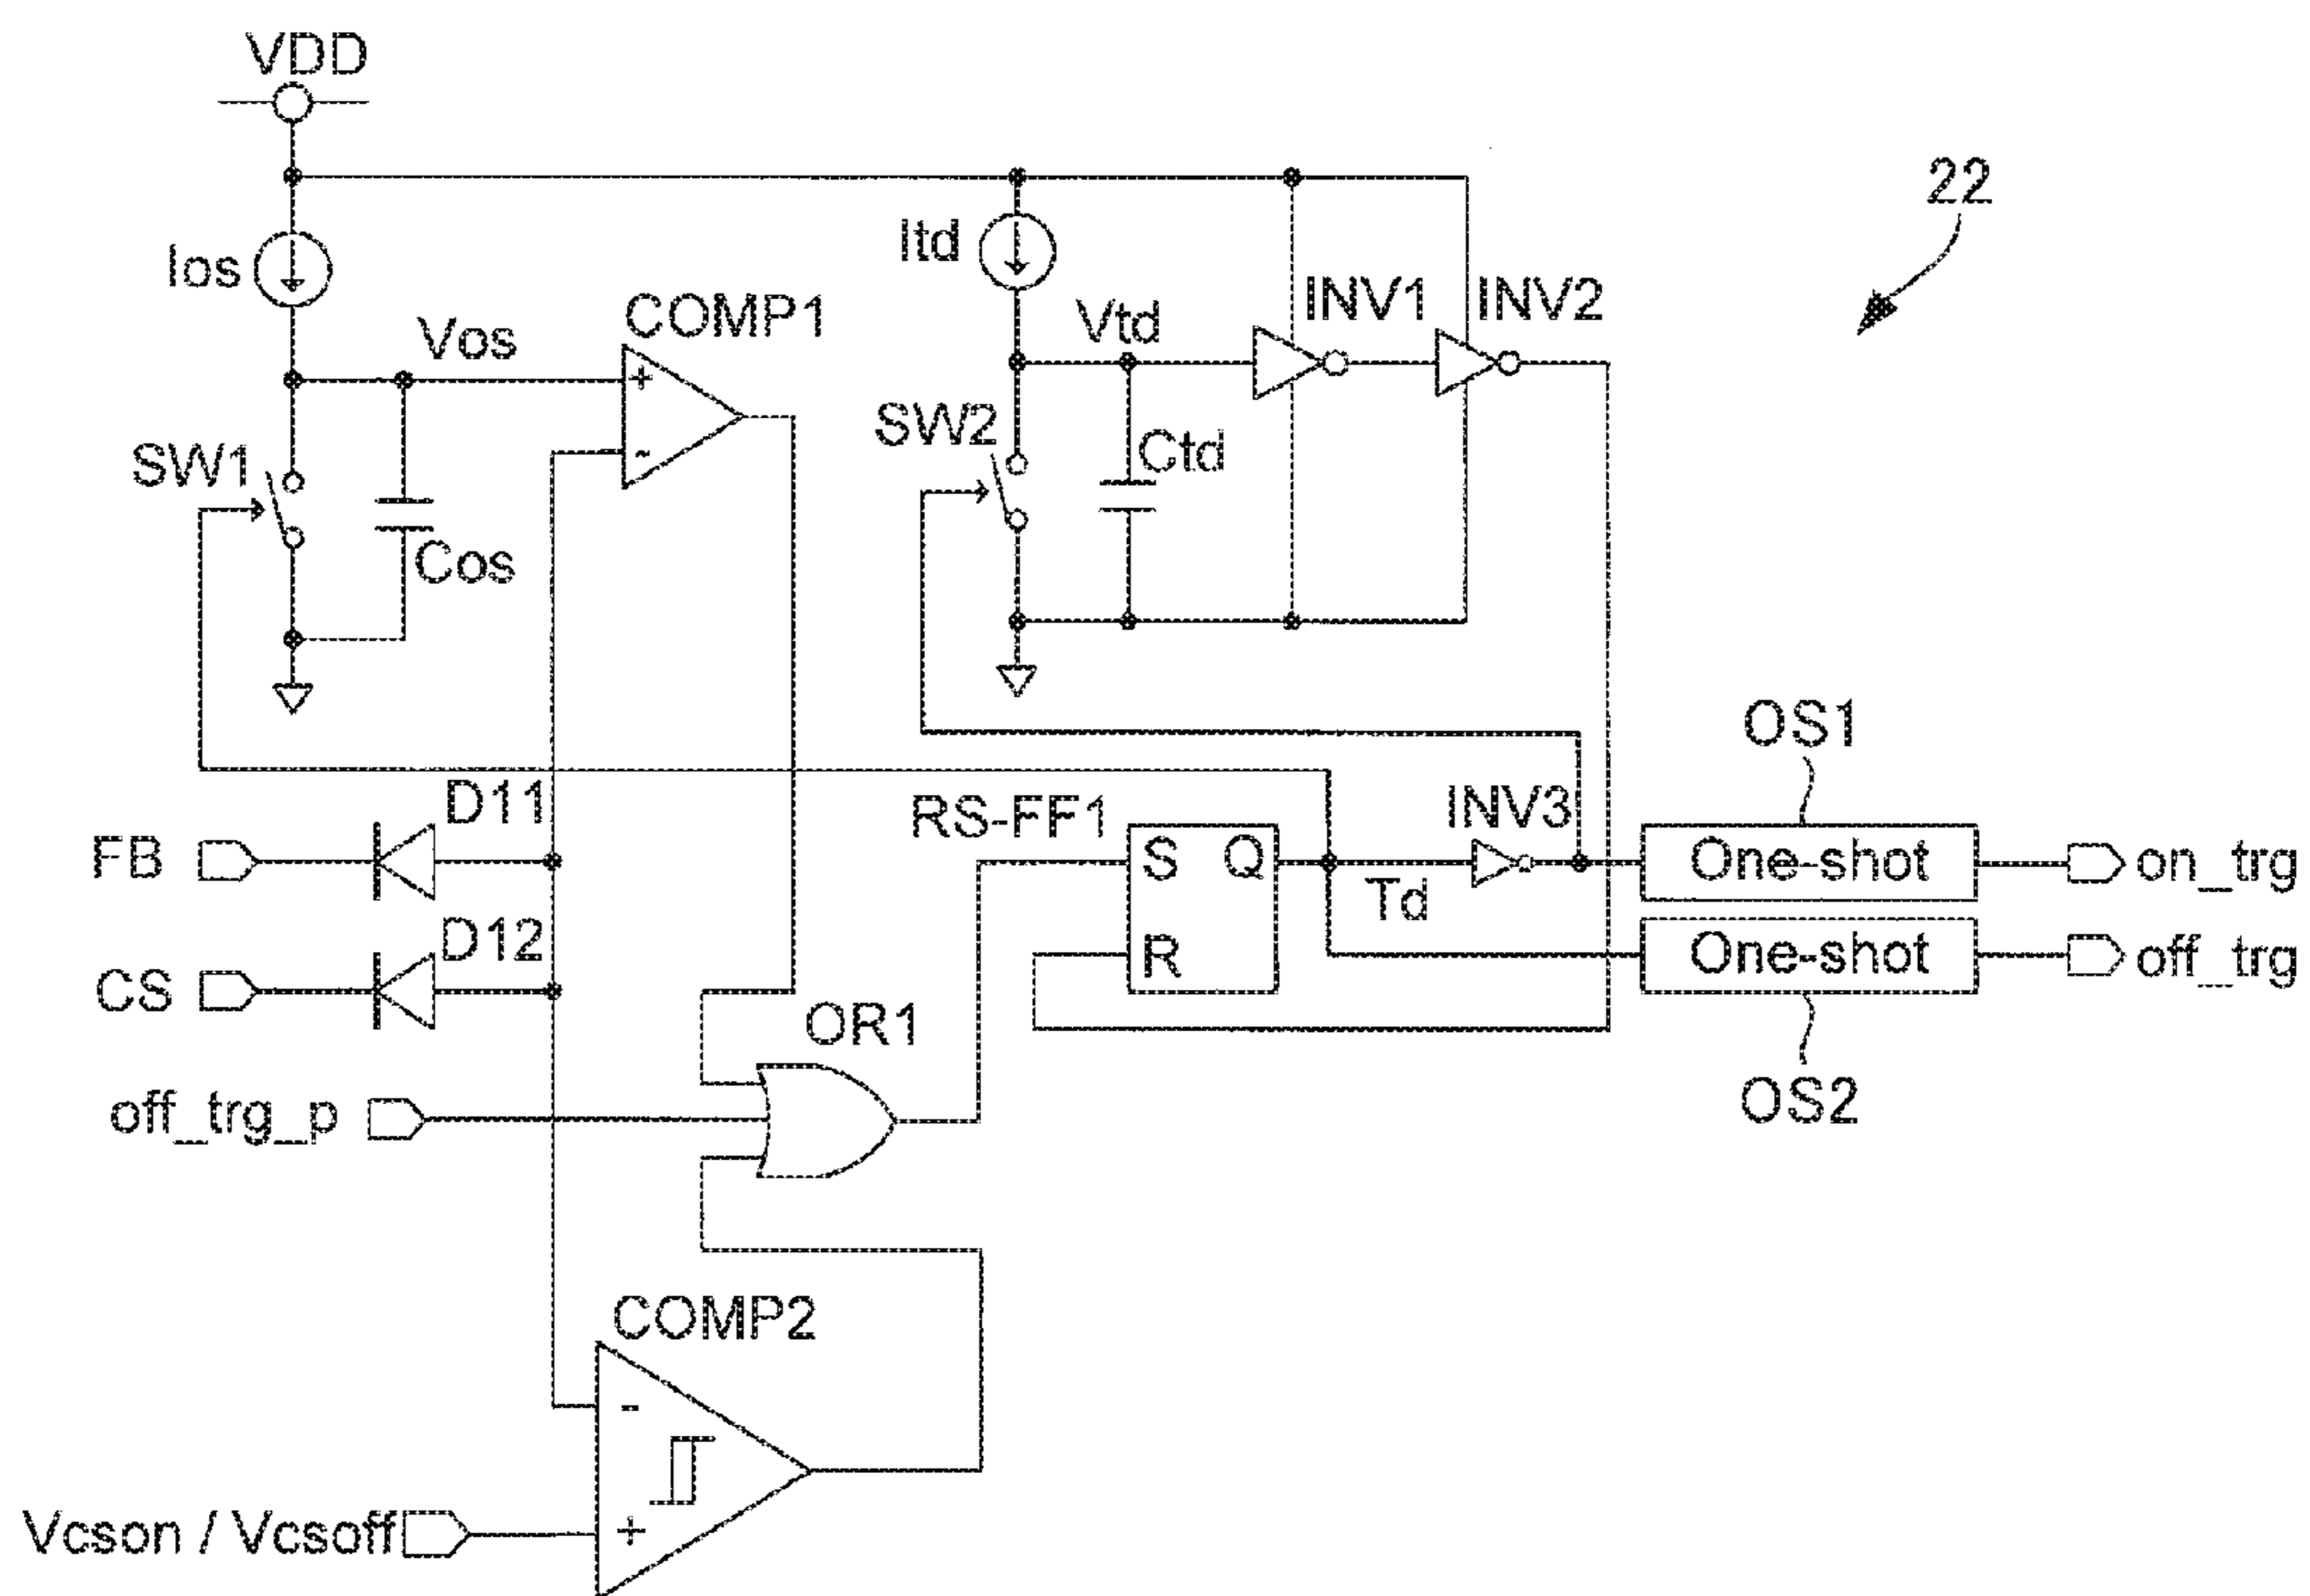 VDD
22
Ios
Itd
INV1
INV2
COMP1
Vos
Vtd
+
-
SW1
SW2
Cos
Ctd
OS1
D11
RS-FF1
INV3
FB
S
Q
One-shot
on_trg
Td
D12
R
One-shot
off_trg
CS
OR1
OS2
off_trg_p
COMP2
-
+
Vcson / Vcsoff